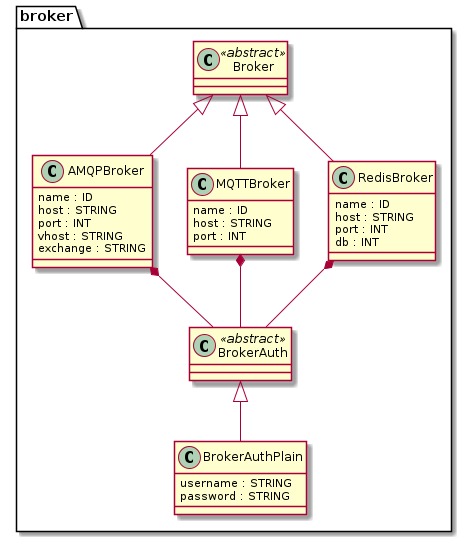 broker
C «abstract»
Broker
C AMQPBroker
name : ID
host : STRING
port : INT
vhost : STRING
exchange : STRING
C MQTTBroker
name : ID
host : STRING
port : INT
C RedisBroker
name : ID
host : STRING
port : INT
db : INT
C «abstract»
BrokerAuth
C BrokerAuthPlain
username : STRING
password : STRING